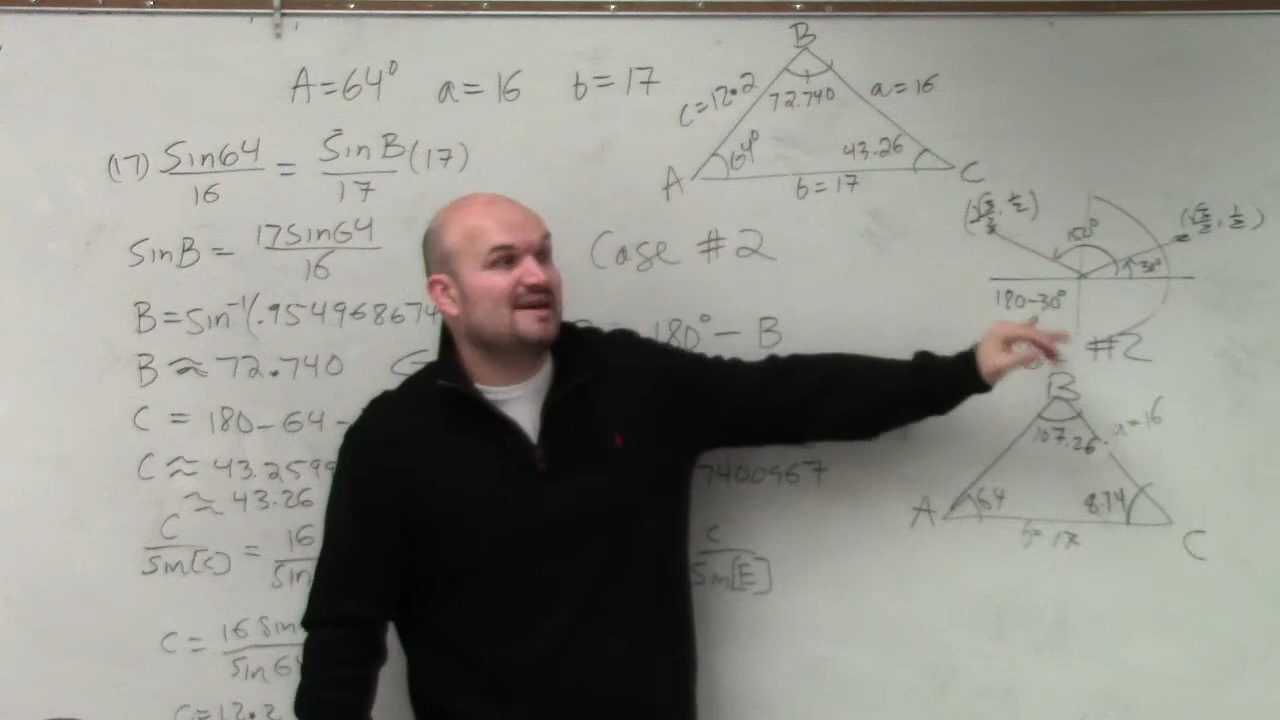 A=64° a=16 b=17
(17) Sin64/16 = SinB/17 (17)
SinB = 17Sin64/16
B=Sin⁻¹(.954968674
B ≈ 72.740
C = 180-64-
C ≈ 43.2599
≈ 43.26
C/Sin[C] = 16/Sin
C = 16 Sin/Sin 6
C=12.2
Case #2
180° - B
7400967
C/Sin[E]
B
C=12.2
72.740
a=16
64°
43.26
A
b=17
C
(√3/2, 1/2)
150°
30°
(√3/2, 1/2)
180-30°
#2
B
107.26
a=16
A
64
8.74
b=17
C